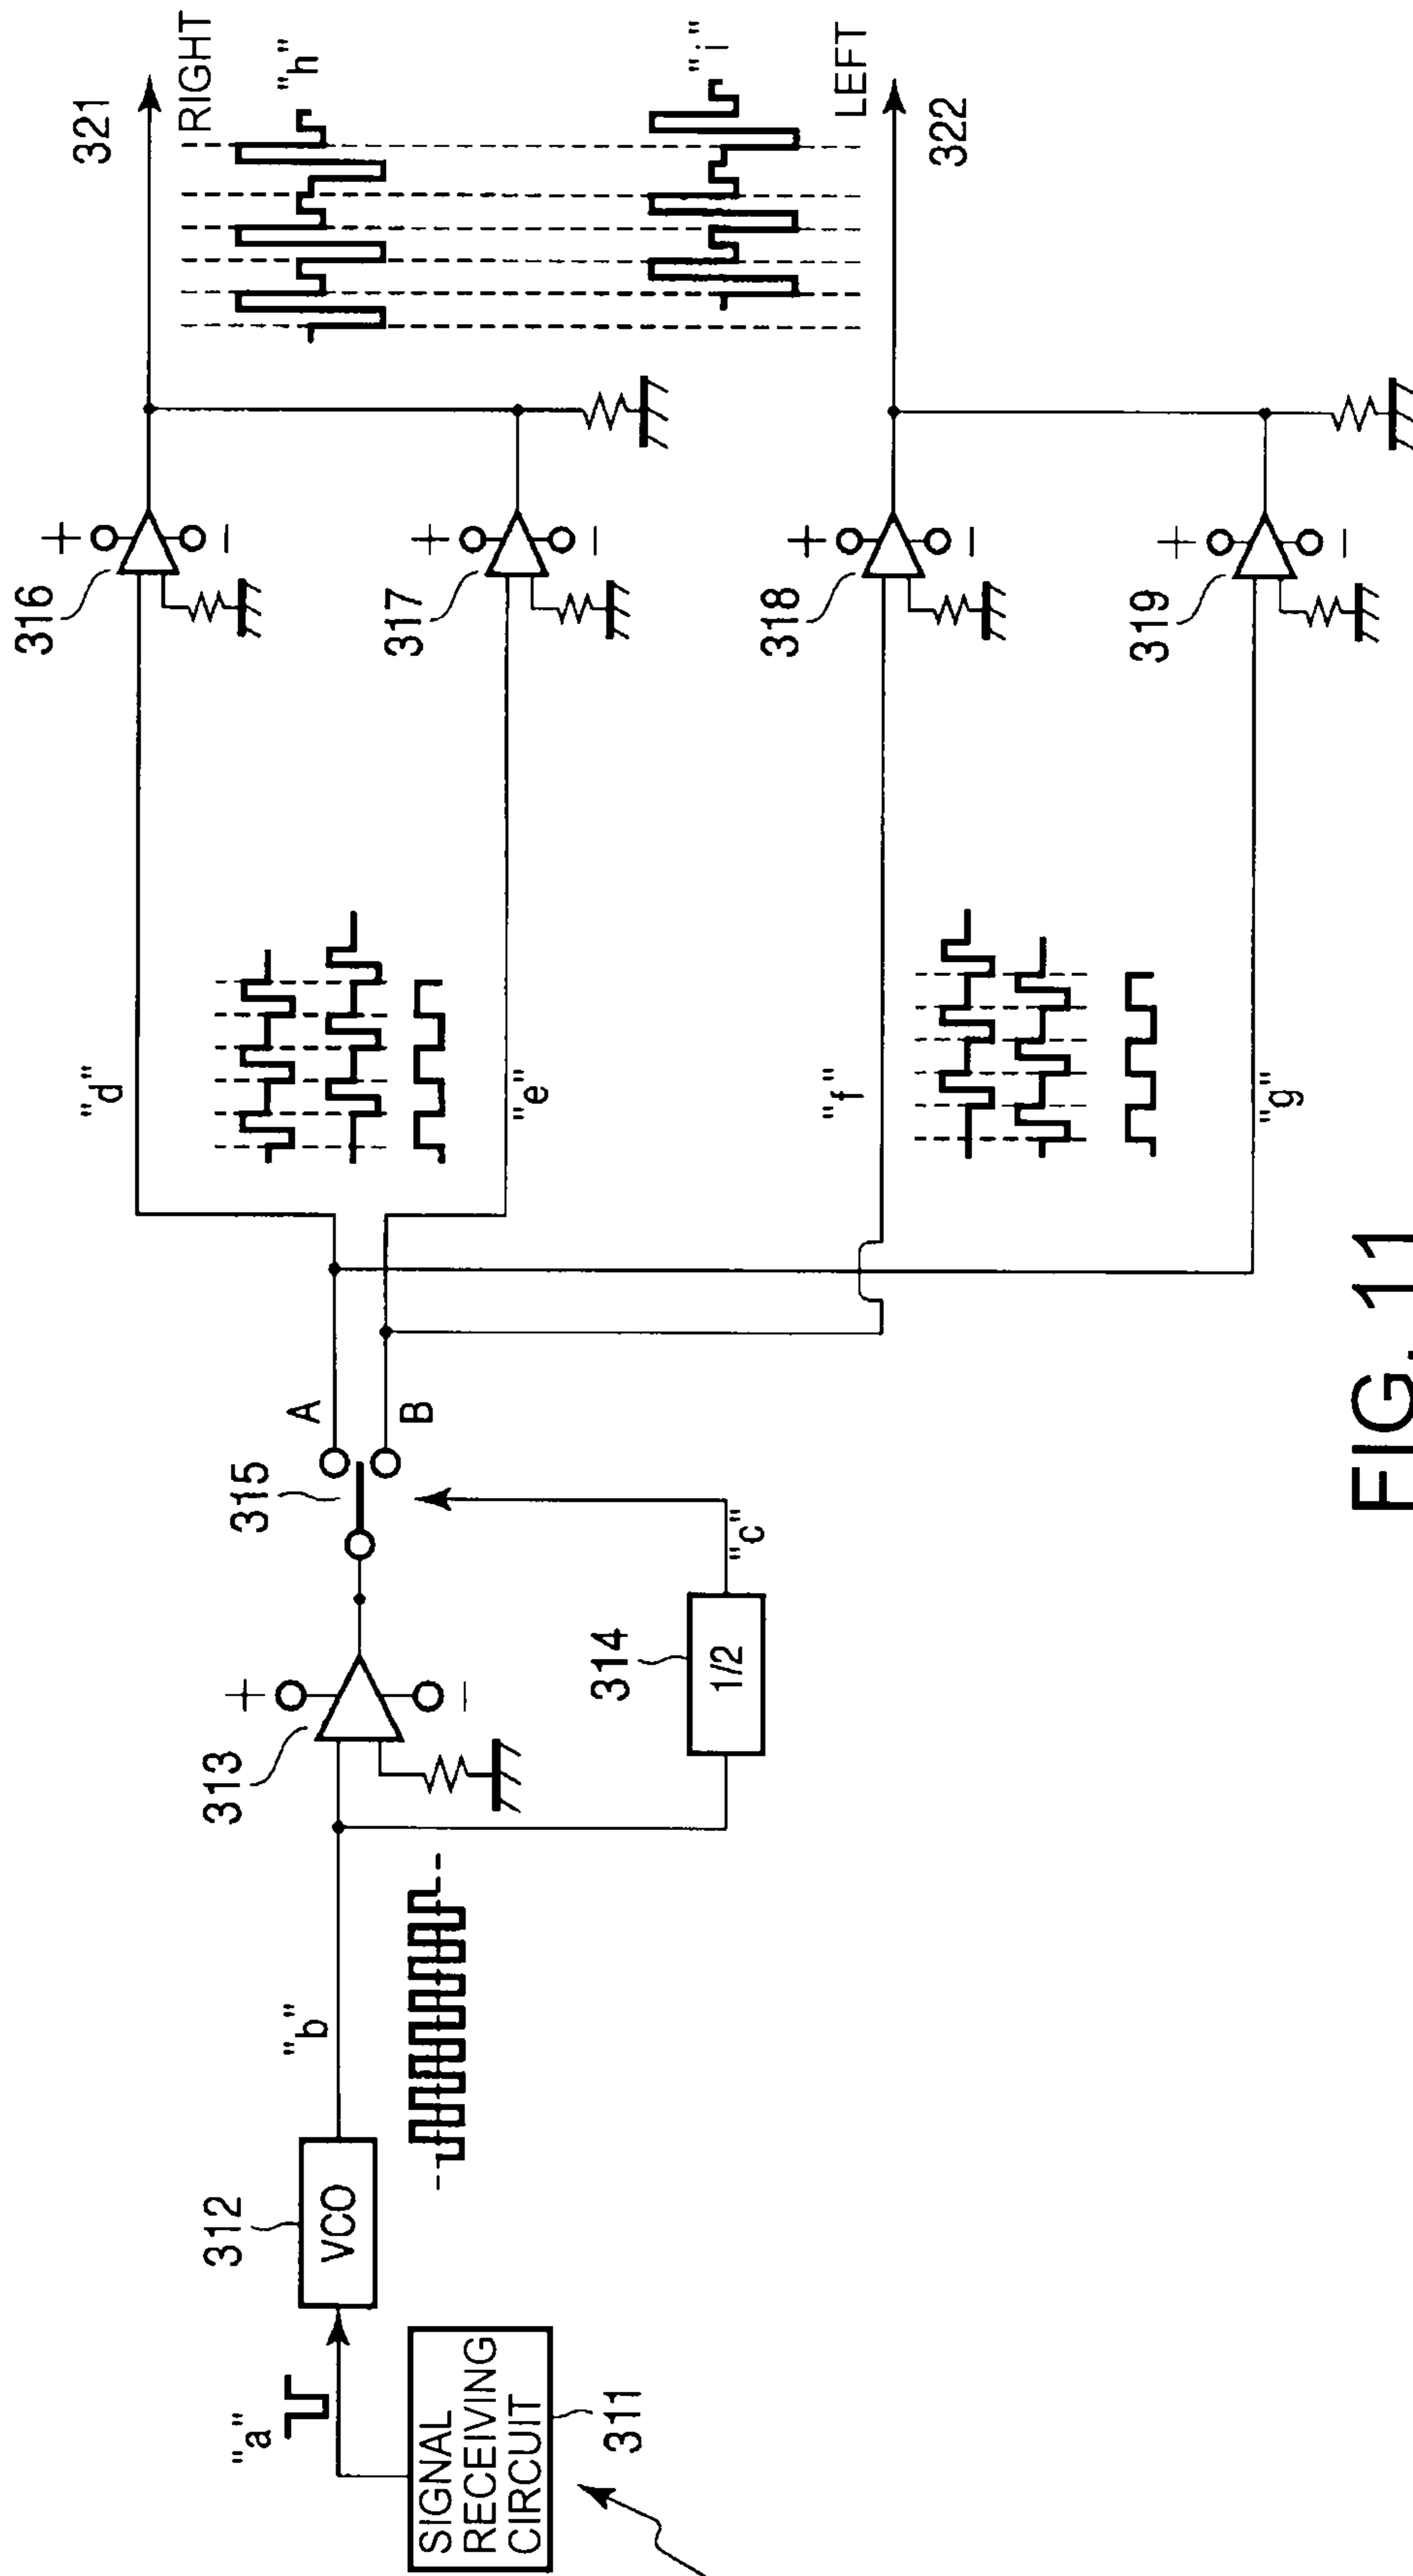 SIGNAL
RECEIVING
CIRCUIT
311
"a"
312
VCO
"b"
313
+
−
314
1/2
"c"
315
A
B
"d"
"e"
"f"
"g"
316
+
−
317
+
−
318
+
−
319
+
−
321
RIGHT
"h"
"i"
LEFT
322
FIG. 11